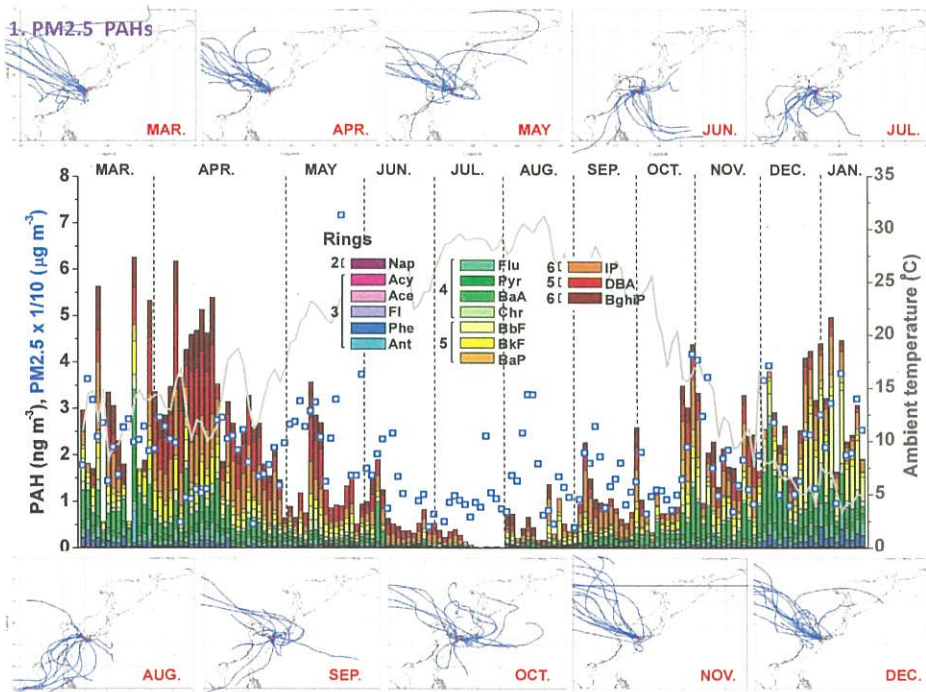 1. PM2.5 PAHs
MAR.
APR.
MAY
JUN.
JUL.
MAR.
APR.
MAY
JUN.
JUL.
AUG.
SEP.
OCT.
NOV.
DEC.
JAN.
PAH (ng m⁻³), PM2.5 x 1/10 (μg m⁻³)
8
7
6
5
4
3
2
1
0
Rings
2 Nap
3
Acy
Ace
Fl
Phe
Ant
4
Flu
Pyr
BaA
Chr
5
BbF
BkF
BaP
6 IP
5 DBA
6 BghiP
35
30
25
20
15
10
5
0
Ambient temperature (°C)
AUG.
SEP.
OCT.
NOV.
DEC.